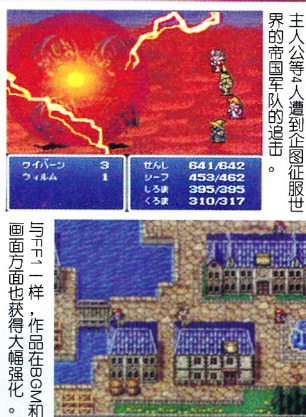 主人公等4人遭到企图征服世
界的帝国军队的追击。
ワイバーン 3
ウィルム 1
せんし 641/642
シーフ 453/462
しろま 395/395
くろま 310/317
与FF1一样，作品在BGM和
画面方面也获得大幅强化。